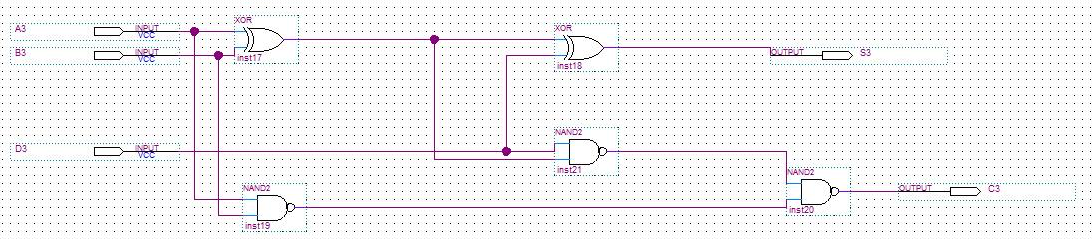 XOR
XOR
A3 INPUT VCC
B3 INPUT VCC
inst17
OUTPUT S3
inst18
NAND2
D3 INPUT VCC
inst21
NAND2
NAND2
OUTPUT C3
inst20
inst19